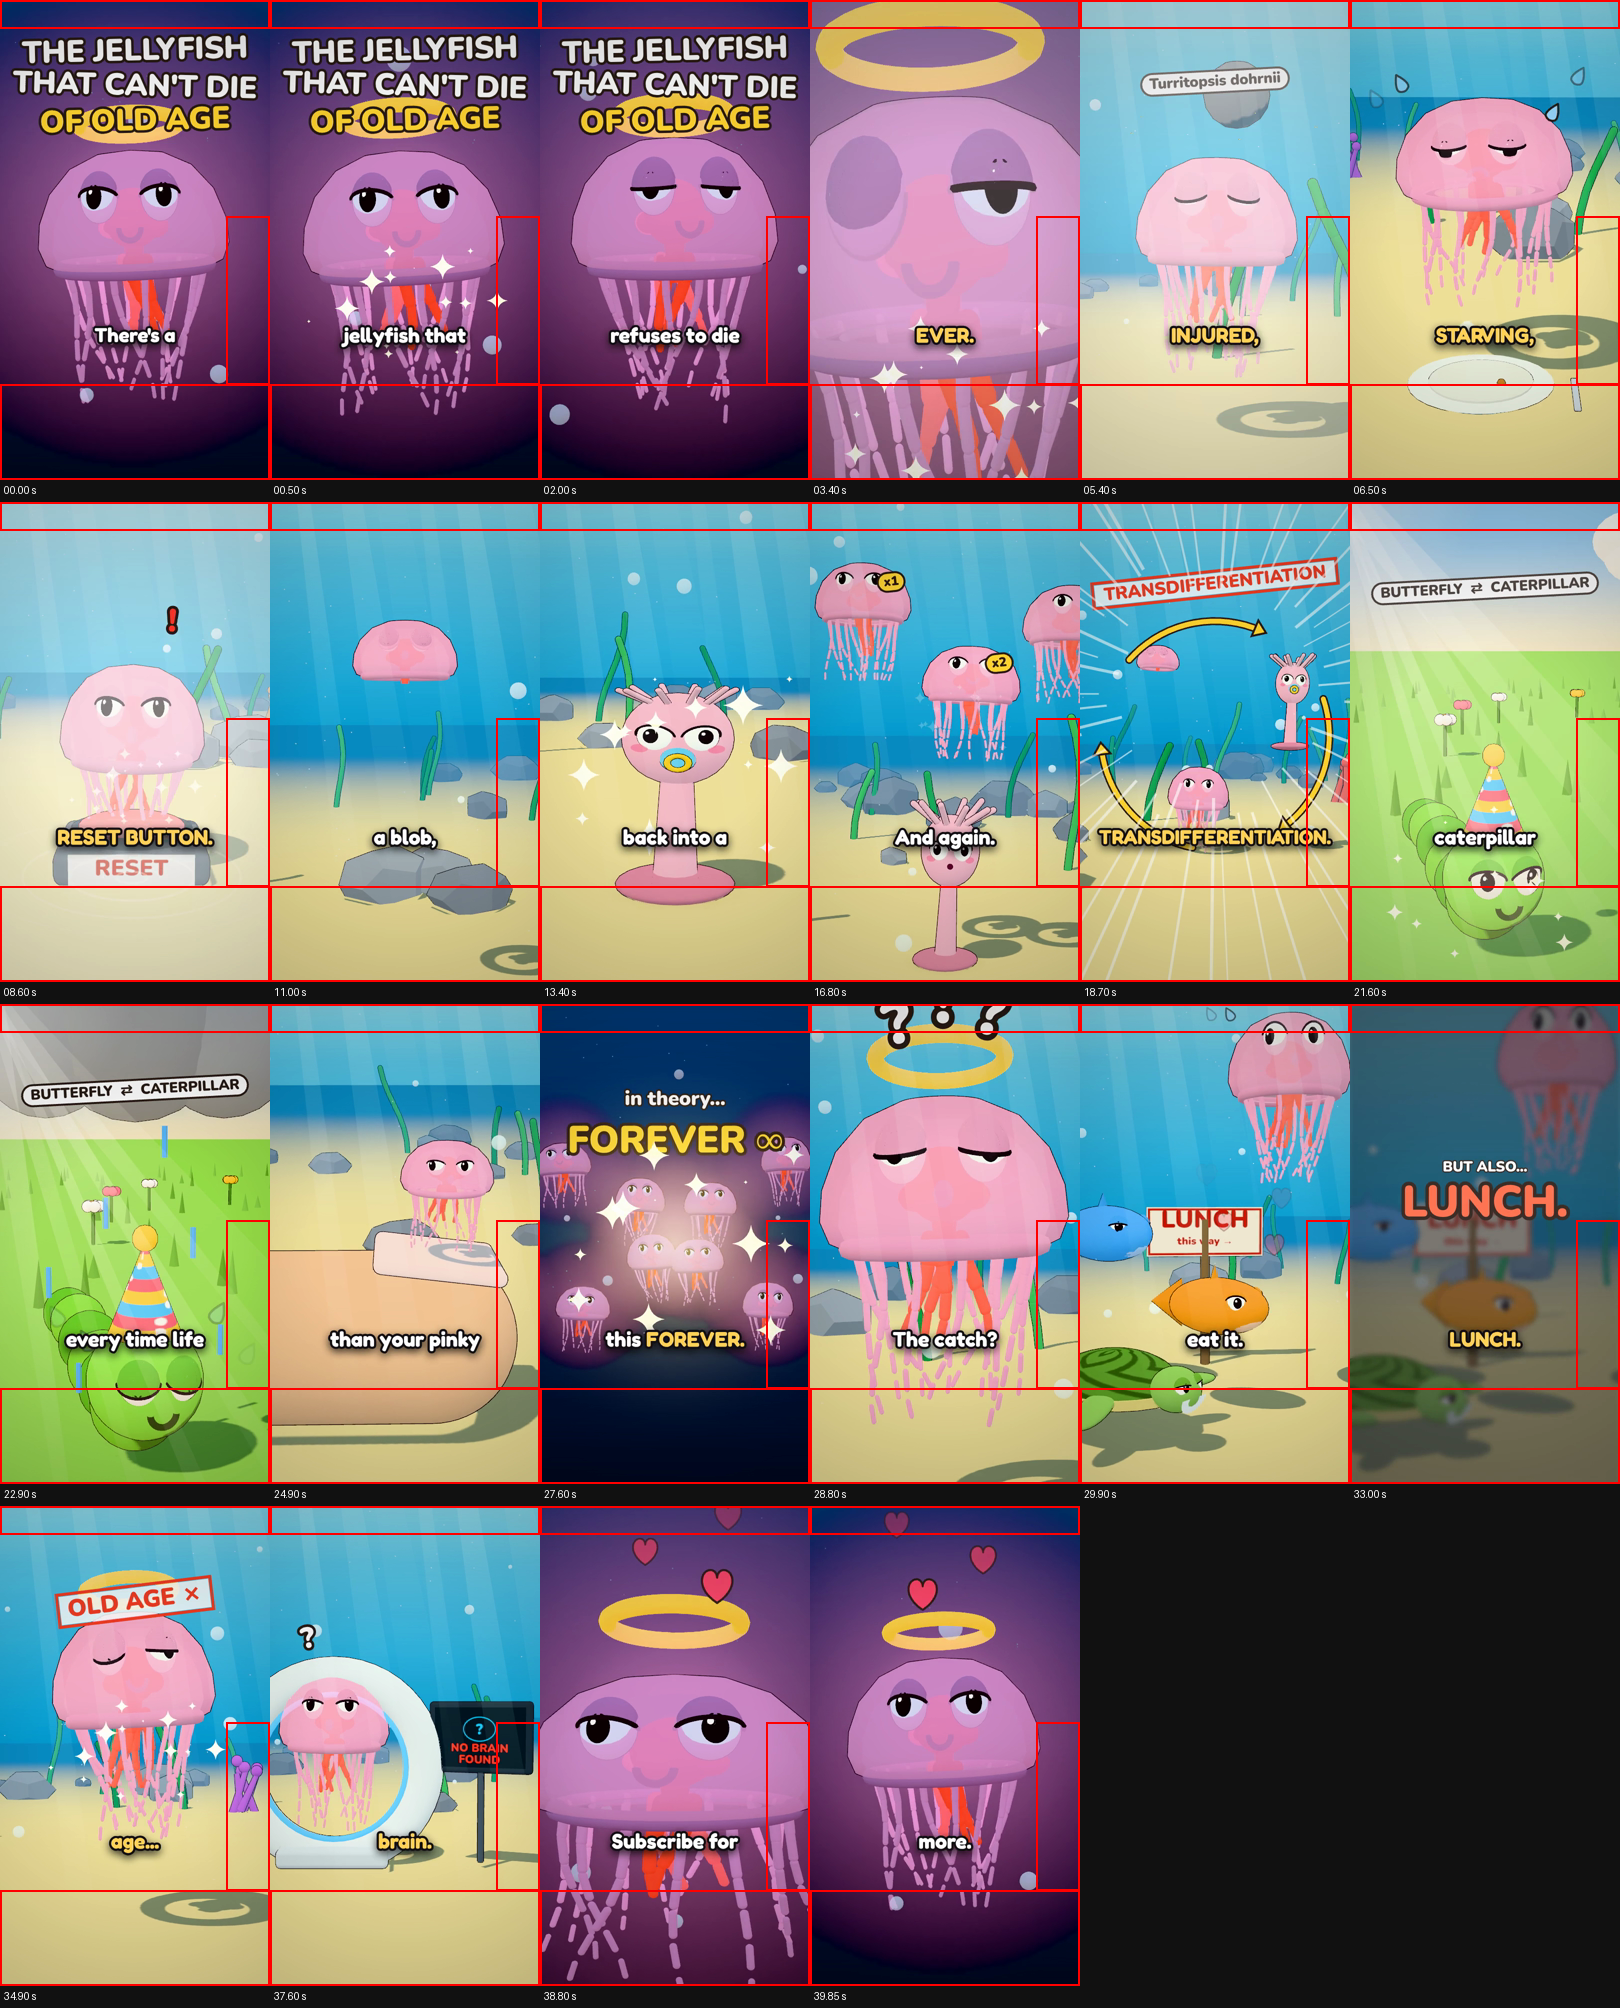 THE JELLYFISH
THAT CAN'T DIE
OF OLD AGE
There's a
00.00 s
THE JELLYFISH
THAT CAN'T DIE
OF OLD AGE
jellyfish that
00.50 s
THE JELLYFISH
THAT CAN'T DIE
OF OLD AGE
refuses to die
02.00 s
EVER.
03.40 s
Turritopsis dohrnii
INJURED,
05.40 s
STARVING,
06.50 s
!
RESET BUTTON.
RESET
08.60 s
a blob,
11.00 s
back into a
13.40 s
x1
x2
And again.
16.80 s
TRANSDIFFERENTIATION
TRANSDIFFERENTIATION.
18.70 s
BUTTERFLY ⇄ CATERPILLAR
caterpillar
21.60 s
BUTTERFLY ⇄ CATERPILLAR
every time life
22.90 s
than your pinky
24.90 s
in theory...
FOREVER ∞
this FOREVER.
27.60 s
? ? ?
The catch?
28.80 s
LUNCH
this way →
eat it.
29.90 s
BUT ALSO...
LUNCH.
LUNCH.
33.00 s
OLD AGE ×
age...
34.90 s
?
?
NO BRAIN
FOUND
brain.
37.60 s
Subscribe for
38.80 s
more.
39.85 s